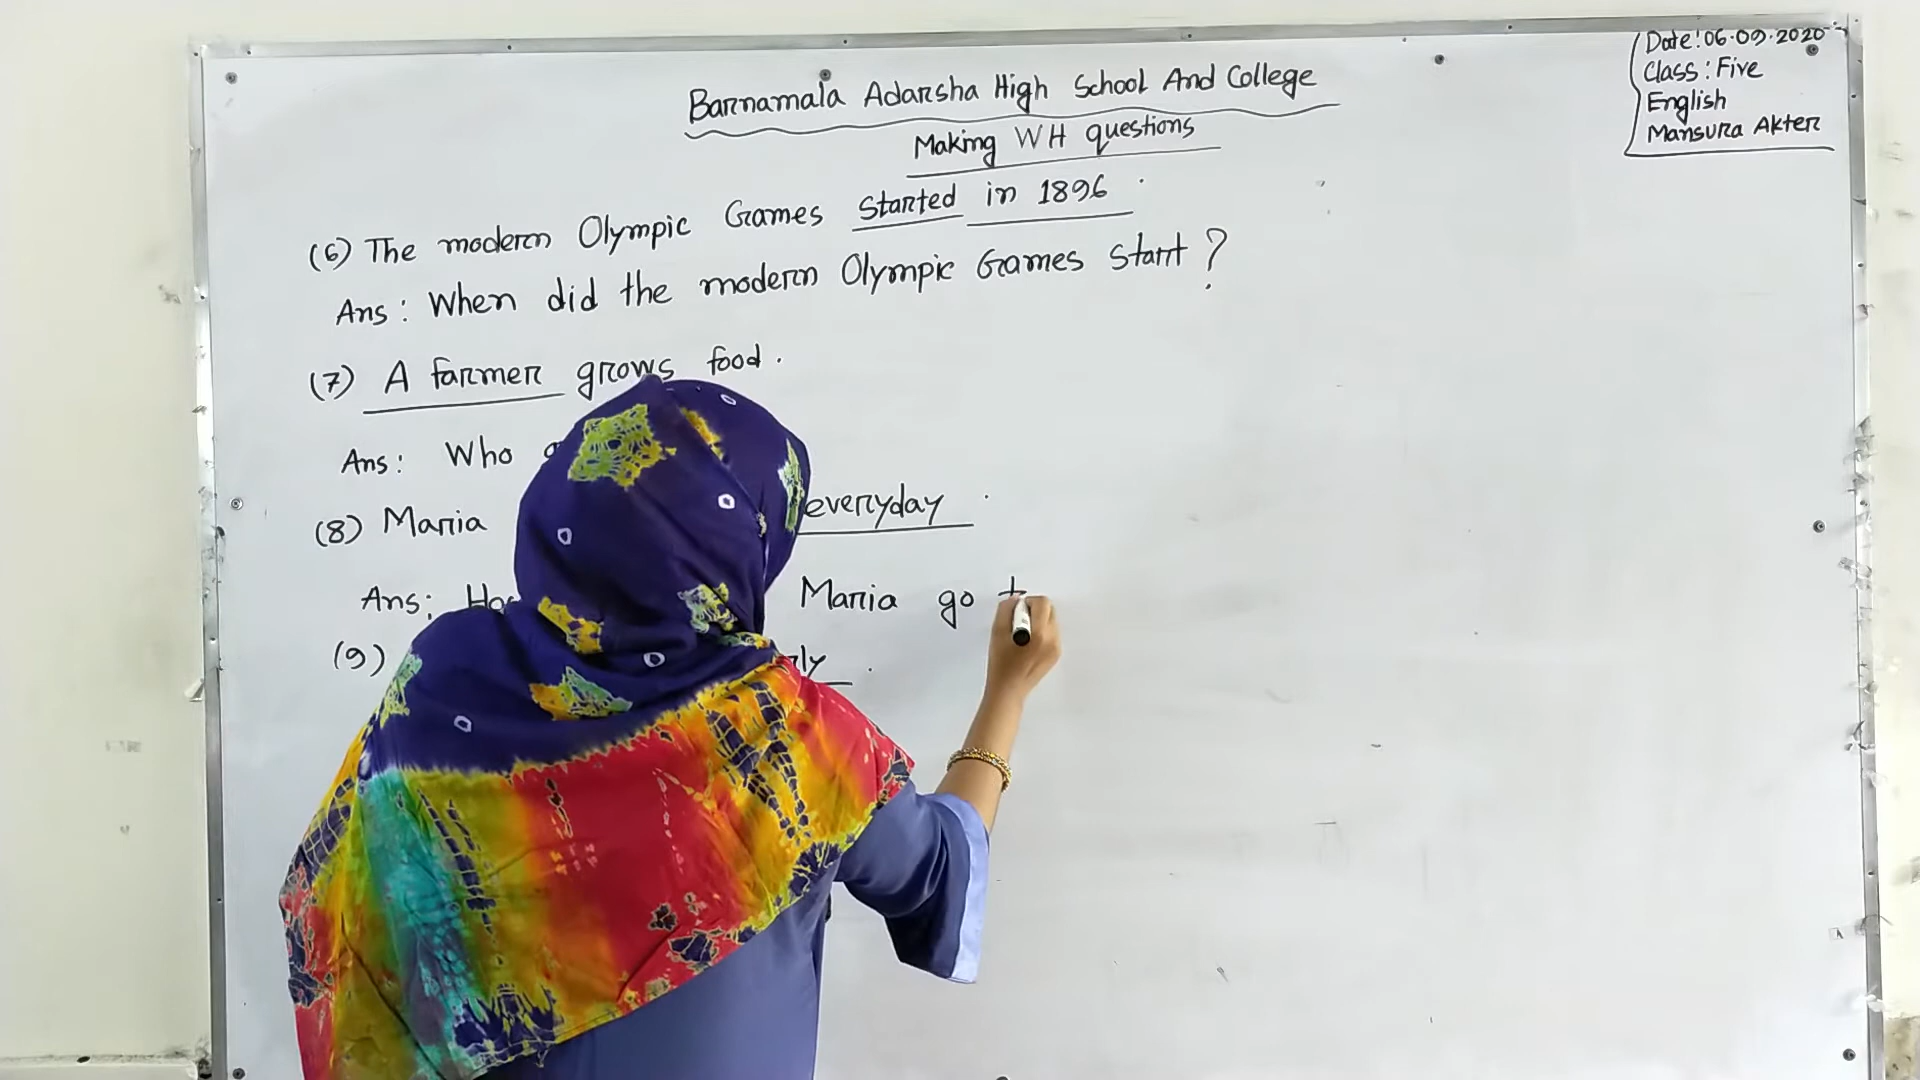 Barnamala Adarsha High School And College
Making WH questions
Date: 06.09.2020
Class: Five
English
Mansura Akter
(6) The modern Olympic Games started in 1896.
Ans: When did the modern Olympic Games start?
(7) A farmer grows food.
Ans: Who
(8) Maria everyday.
Ans: Maria go
(9)